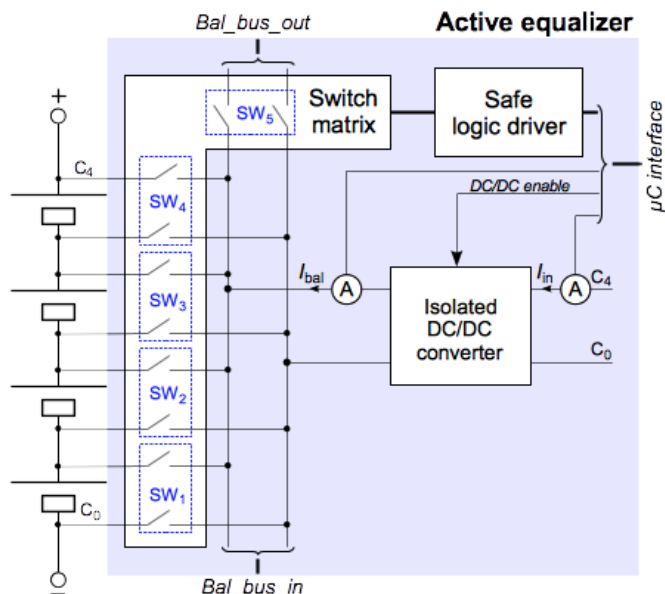 Bal_bus_out
Active equalizer
Switch matrix
SW5
Safe logic driver
μC interface
+
C4
SW4
DC/DC enable
Ibal
A
Iin
A
C4
SW3
Isolated DC/DC converter
C0
SW2
SW1
C0
Bal_bus_in